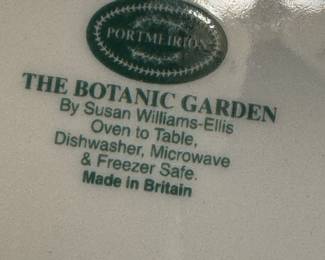 PORTMEIRION
THE BOTANIC GARDEN
By Susan Williams-Ellis
Oven to Table,
Dishwasher, Microwave
& Freezer Safe.
Made in Britain